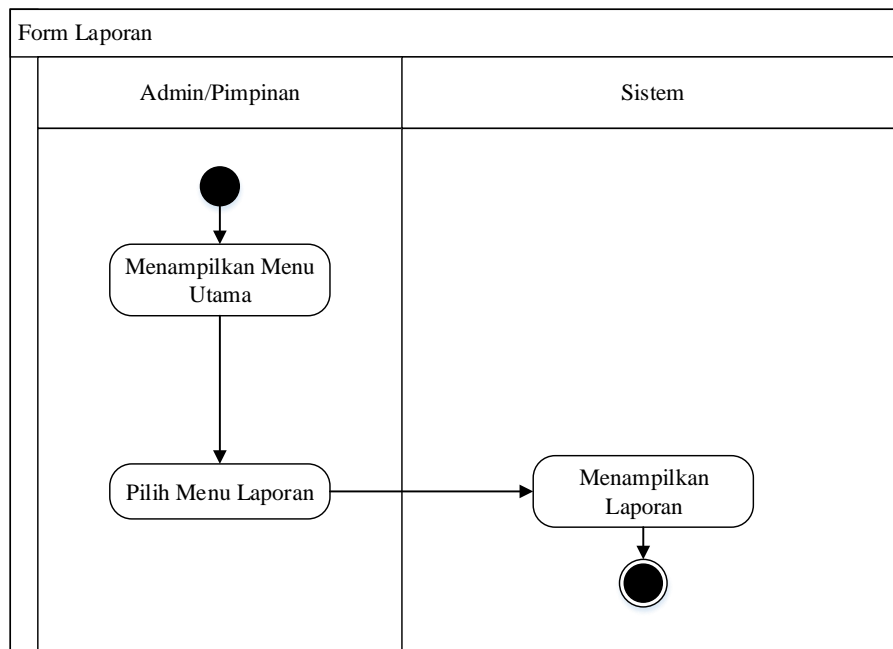 Form Laporan
Admin/Pimpinan
Sistem
Menampilkan Menu
Utama
Pilih Menu Laporan
Menampilkan
Laporan